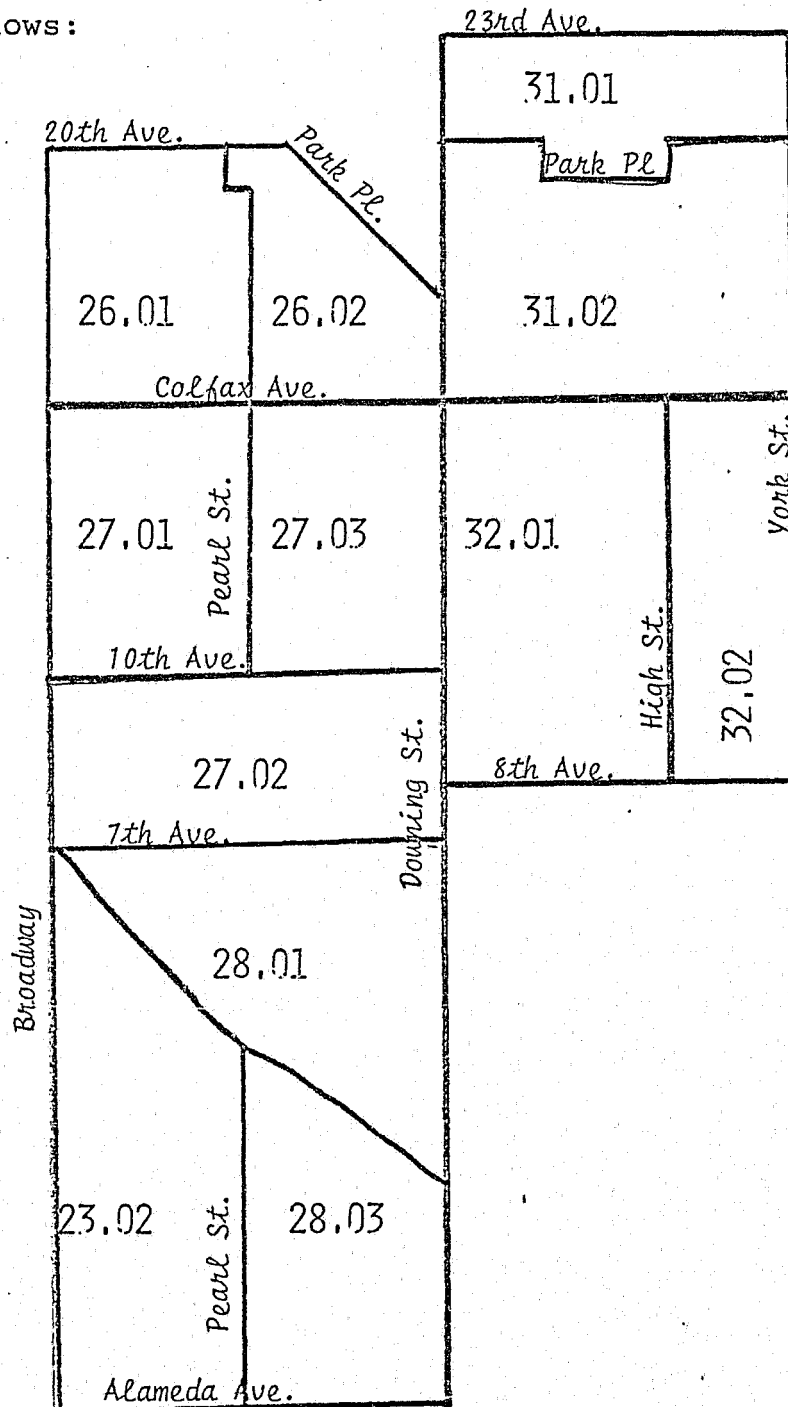 lows:
23rd Ave.
31.01
20th Ave.
Park Pl.
Park Pl
26.01
26.02
31.02
Colfax Ave.
27.01
Pearl St.
27.03
32.01
York St.
10th Ave.
High St.
32.02
27.02
Downing St.
8th Ave.
7th Ave.
Broadway
28.01
23.02
Pearl St.
28.03
Alameda Ave.